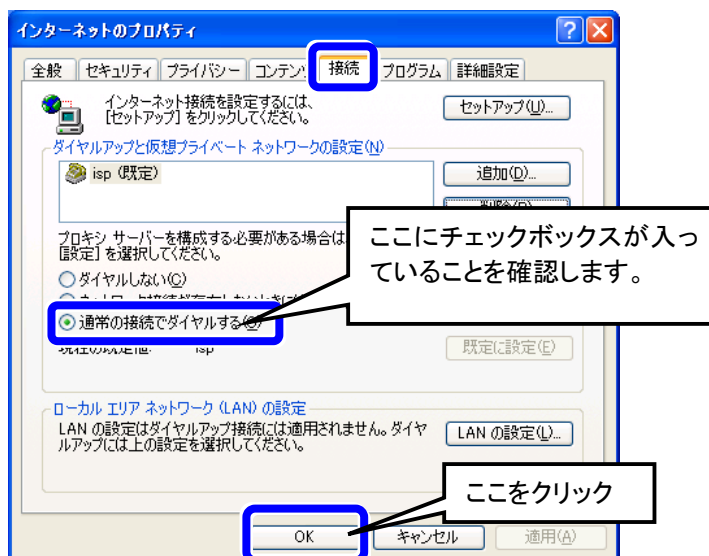 インターネットのプロパティ
全般 セキュリティ プライバシー コンテンツ 接続 プログラム 詳細設定
インターネット接続を設定するには、
[セットアップ] をクリックしてください。
セットアップ(U)...
ダイヤルアップと仮想プライベート ネットワークの設定(N)
isp (既定)
追加(D)...
プロキシ サーバーを構成する必要がある場合は
[設定] を選択してください。
ここにチェックボックスが入っ
ていることを確認します。
ダイヤルしない(C)
通常の接続でダイヤルする(O)
現在の既定値: isp
既定に設定(E)
ローカル エリア ネットワーク (LAN) の設定
LAN の設定はダイヤルアップ接続には適用されません。ダイヤ
ルアップには上の設定を選択してください。
LAN の設定(L)...
ここをクリック
OK キャンセル 適用(A)